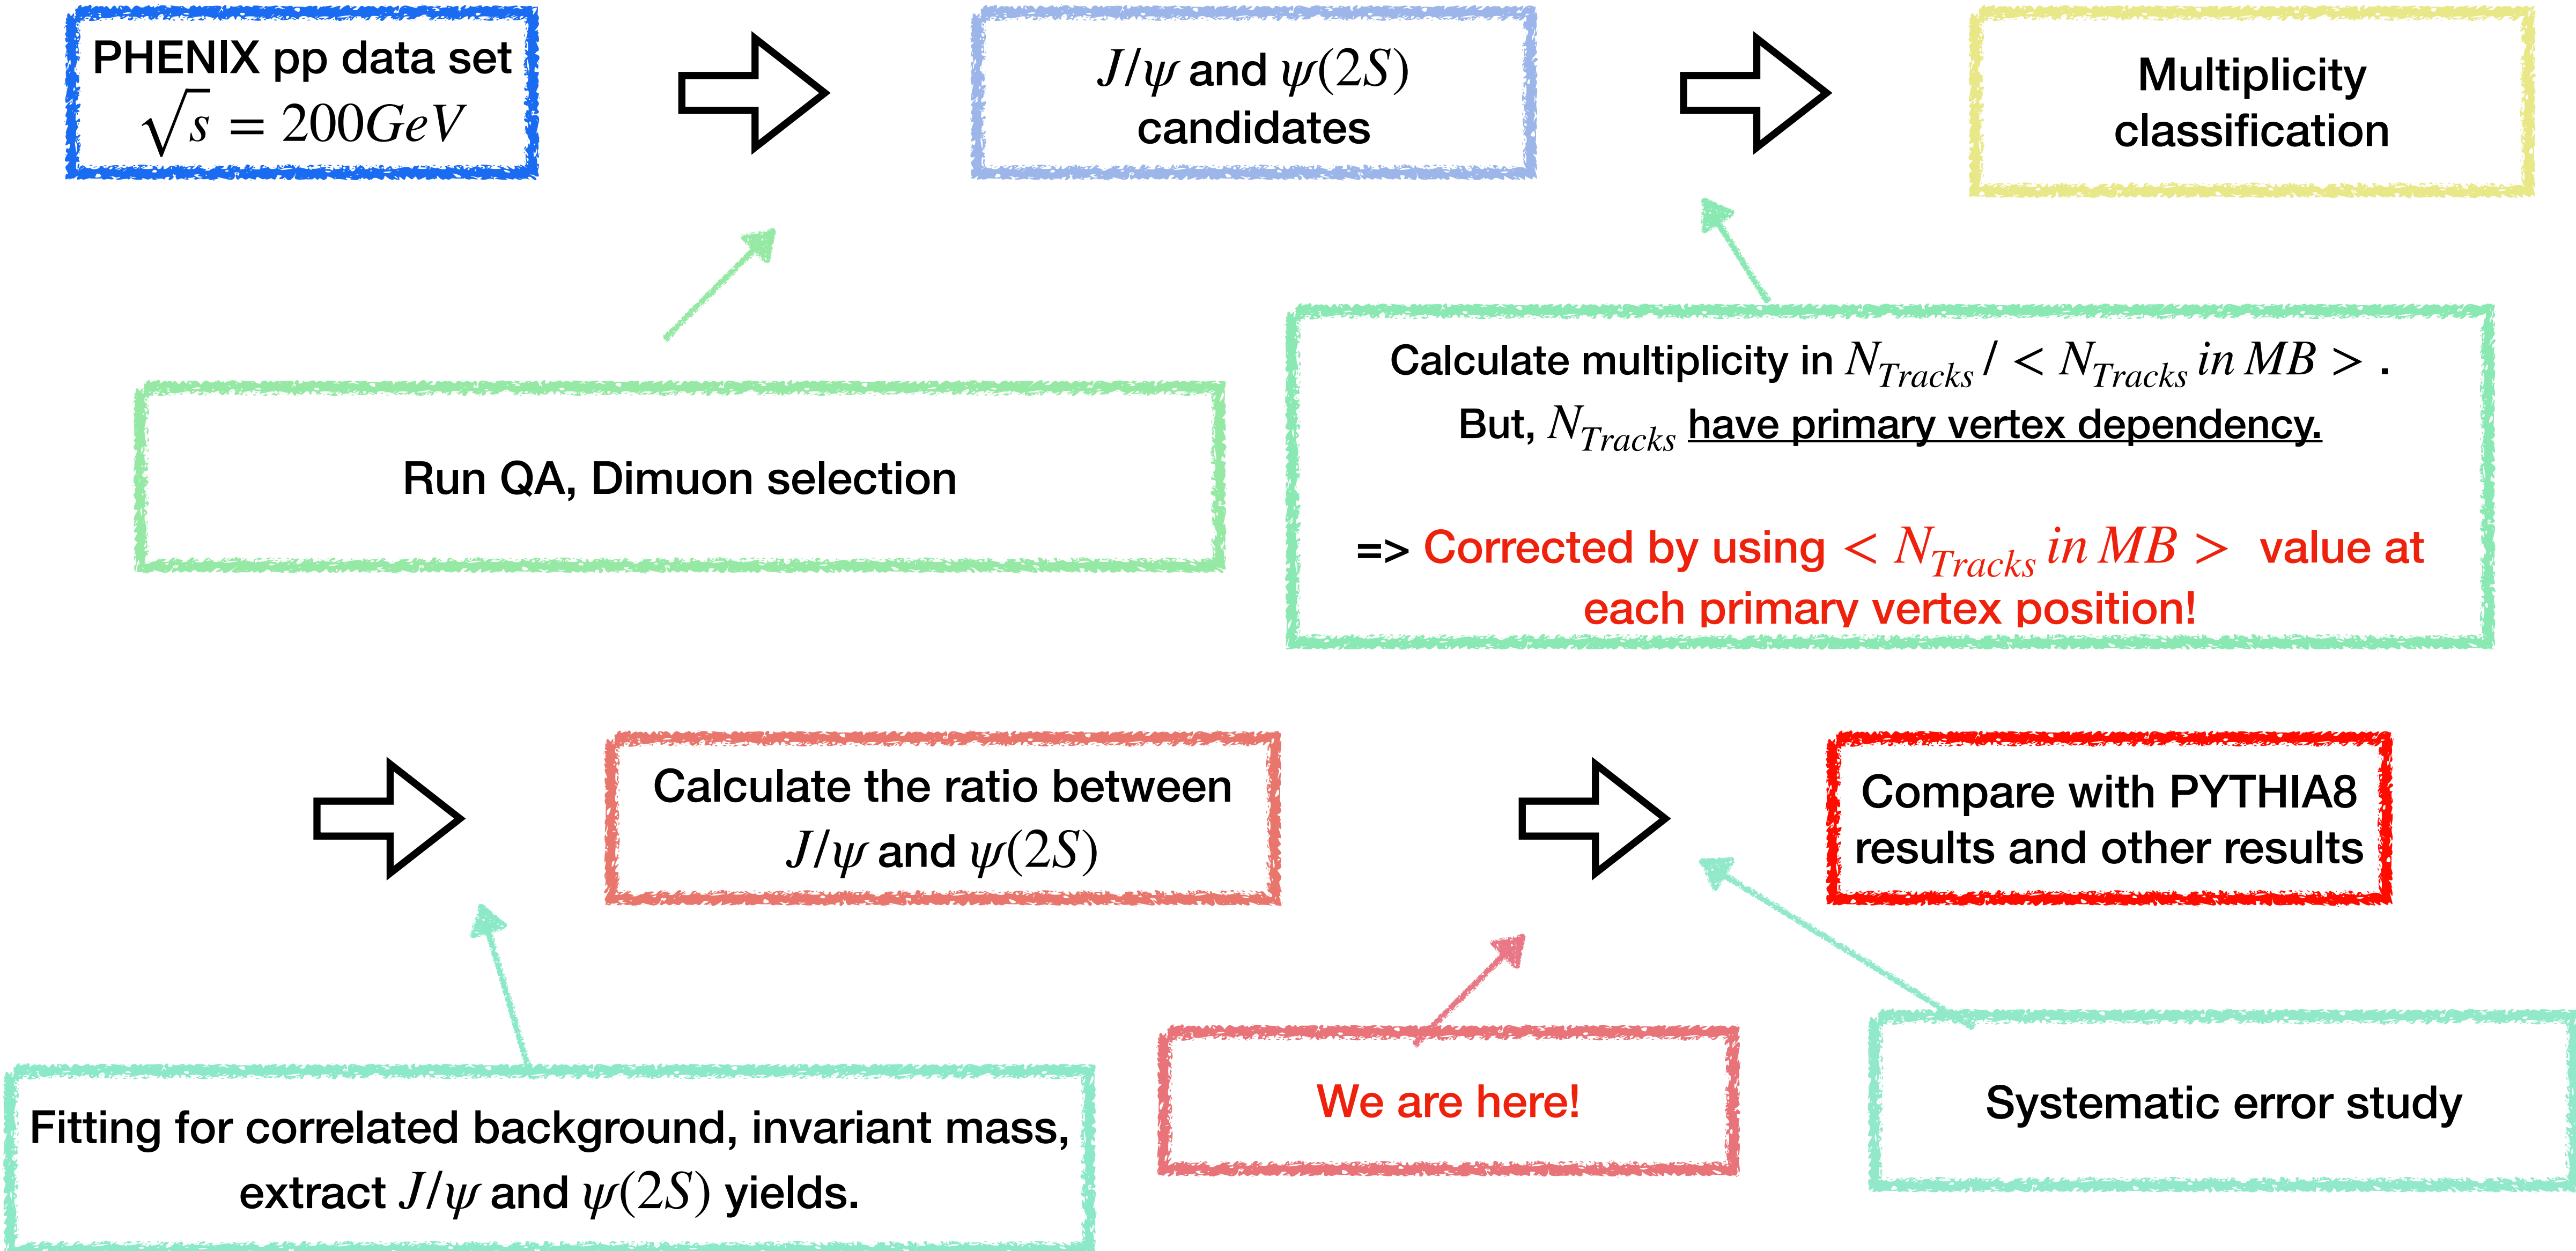 PHENIX pp data set
√s = 200GeV
J/ψ and ψ(2S)
candidates
Multiplicity
classification
Run QA, Dimuon selection
Calculate multiplicity in N_Tracks / < N_Tracks in MB > .
But, N_Tracks have primary vertex dependency.
=> Corrected by using < N_Tracks in MB > value at
each primary vertex position!
Calculate the ratio between
J/ψ and ψ(2S)
Compare with PYTHIA8
results and other results
Fitting for correlated background, invariant mass,
extract J/ψ and ψ(2S) yields.
We are here!
Systematic error study